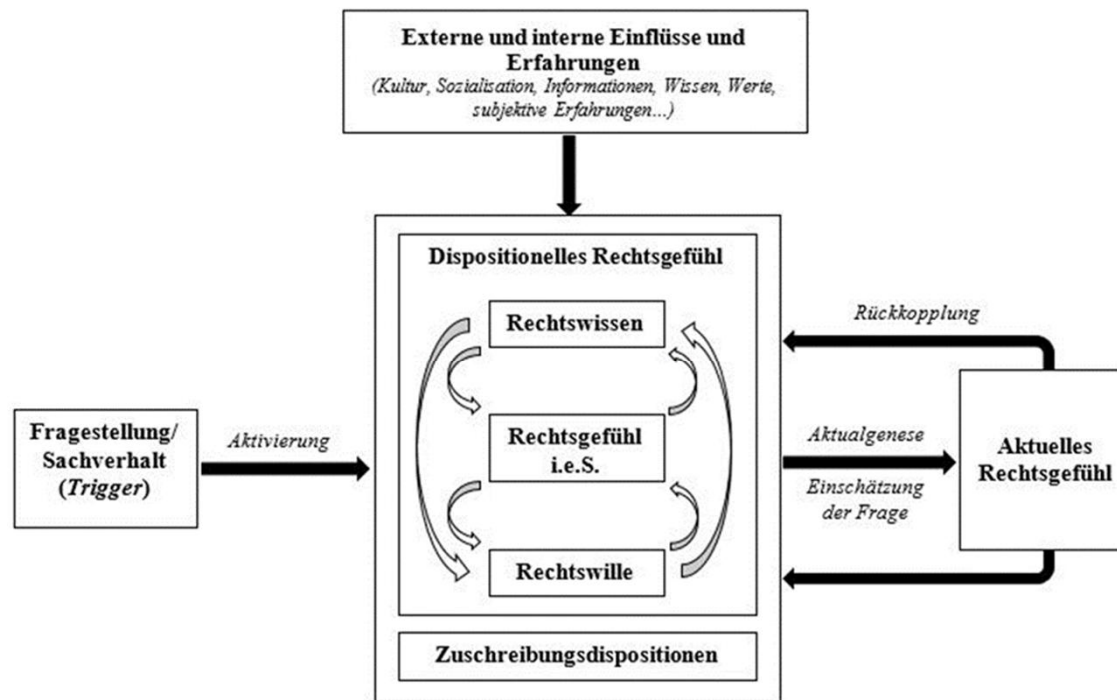 Externe und interne Einflüsse und
Erfahrungen
(Kultur, Sozialisation, Informationen, Wissen, Werte,
subjektive Erfahrungen...)
Dispositionelles Rechtsgefühl
Rechtswissen
Rechtsgefühl
i.e.S.
Rechtswille
Zuschreibungsdispositionen
Fragestellung/
Sachverhalt
(Trigger)
Aktivierung
Rückkopplung
Aktualgenese
Einschätzung
der Frage
Aktuelles
Rechtsgefühl